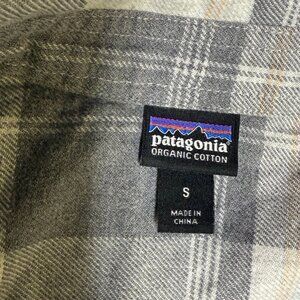 patagonia
ORGANIC COTTON
S
MADE IN
CHINA